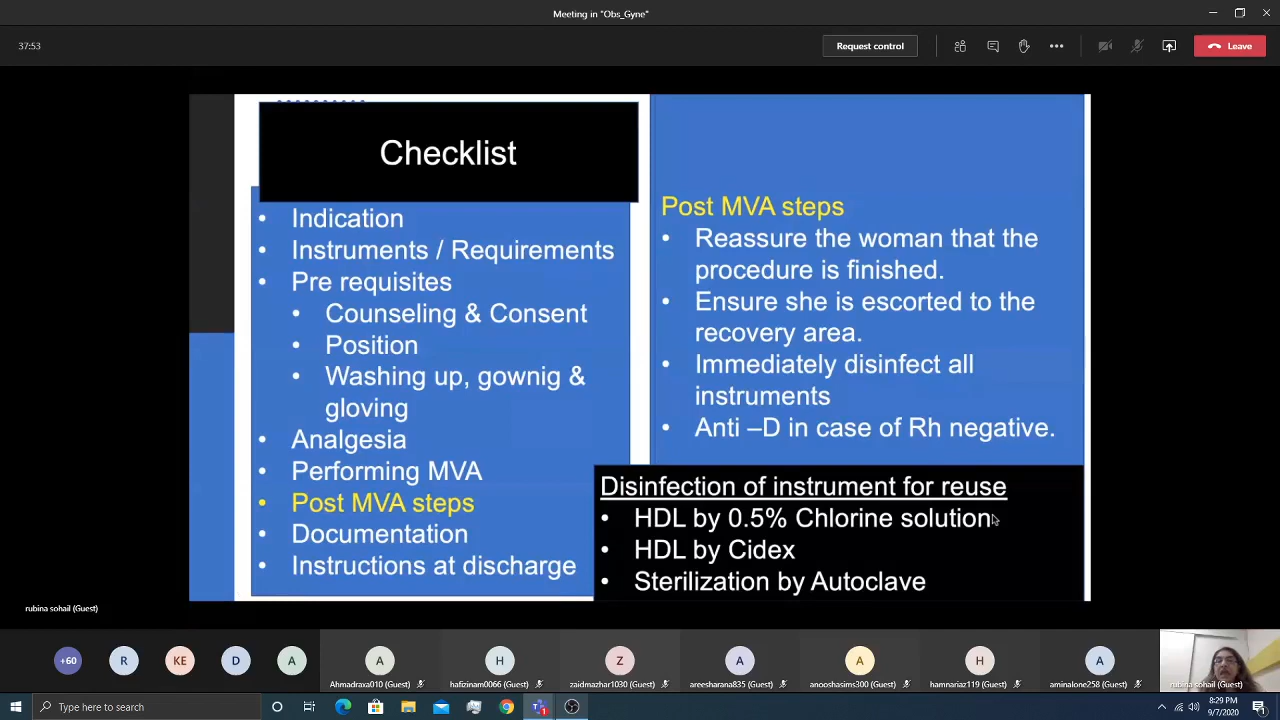 Meeting in "Obs_Gyne"
37:53
Request control
Leave
Checklist
• Indication
• Instruments / Requirements
• Pre requisites
• Counseling & Consent
• Position
• Washing up, gownig &
gloving
• Analgesia
• Performing MVA
• Post MVA steps
• Documentation
• Instructions at discharge
Post MVA steps
• Reassure the woman that the
procedure is finished.
• Ensure she is escorted to the
recovery area.
• Immediately disinfect all
instruments
• Anti –D in case of Rh negative.
Disinfection of instrument for reuse
• HDL by 0.5% Chlorine solution
• HDL by Cidex
• Sterilization by Autoclave
rubina sohail (Guest)
+60
R
KE
D
A
A
H
Z
A
A
H
A
Ahmadraxa010 (Guest)
hafizinam0066 (Guest)
zaidmazhar1030 (Guest)
areesharana835 (Guest)
anooshasims300 (Guest)
hamnariaz119 (Guest)
aminalone258 (Guest)
rubina sohail (Guest)
Type here to search
8:29 PM
9/7/2020